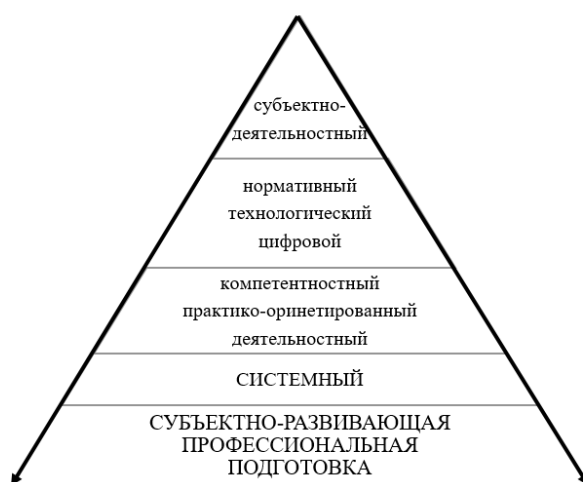 субъектно-
деятельностный
нормативный
технологический
цифровой
компетентностный
практико-оринетированный
деятельностный
СИСТЕМНЫЙ
СУБЪЕКТНО-РАЗВИВАЮЩАЯ
ПРОФЕССИОНАЛЬНАЯ
ПОДГОТОВКА